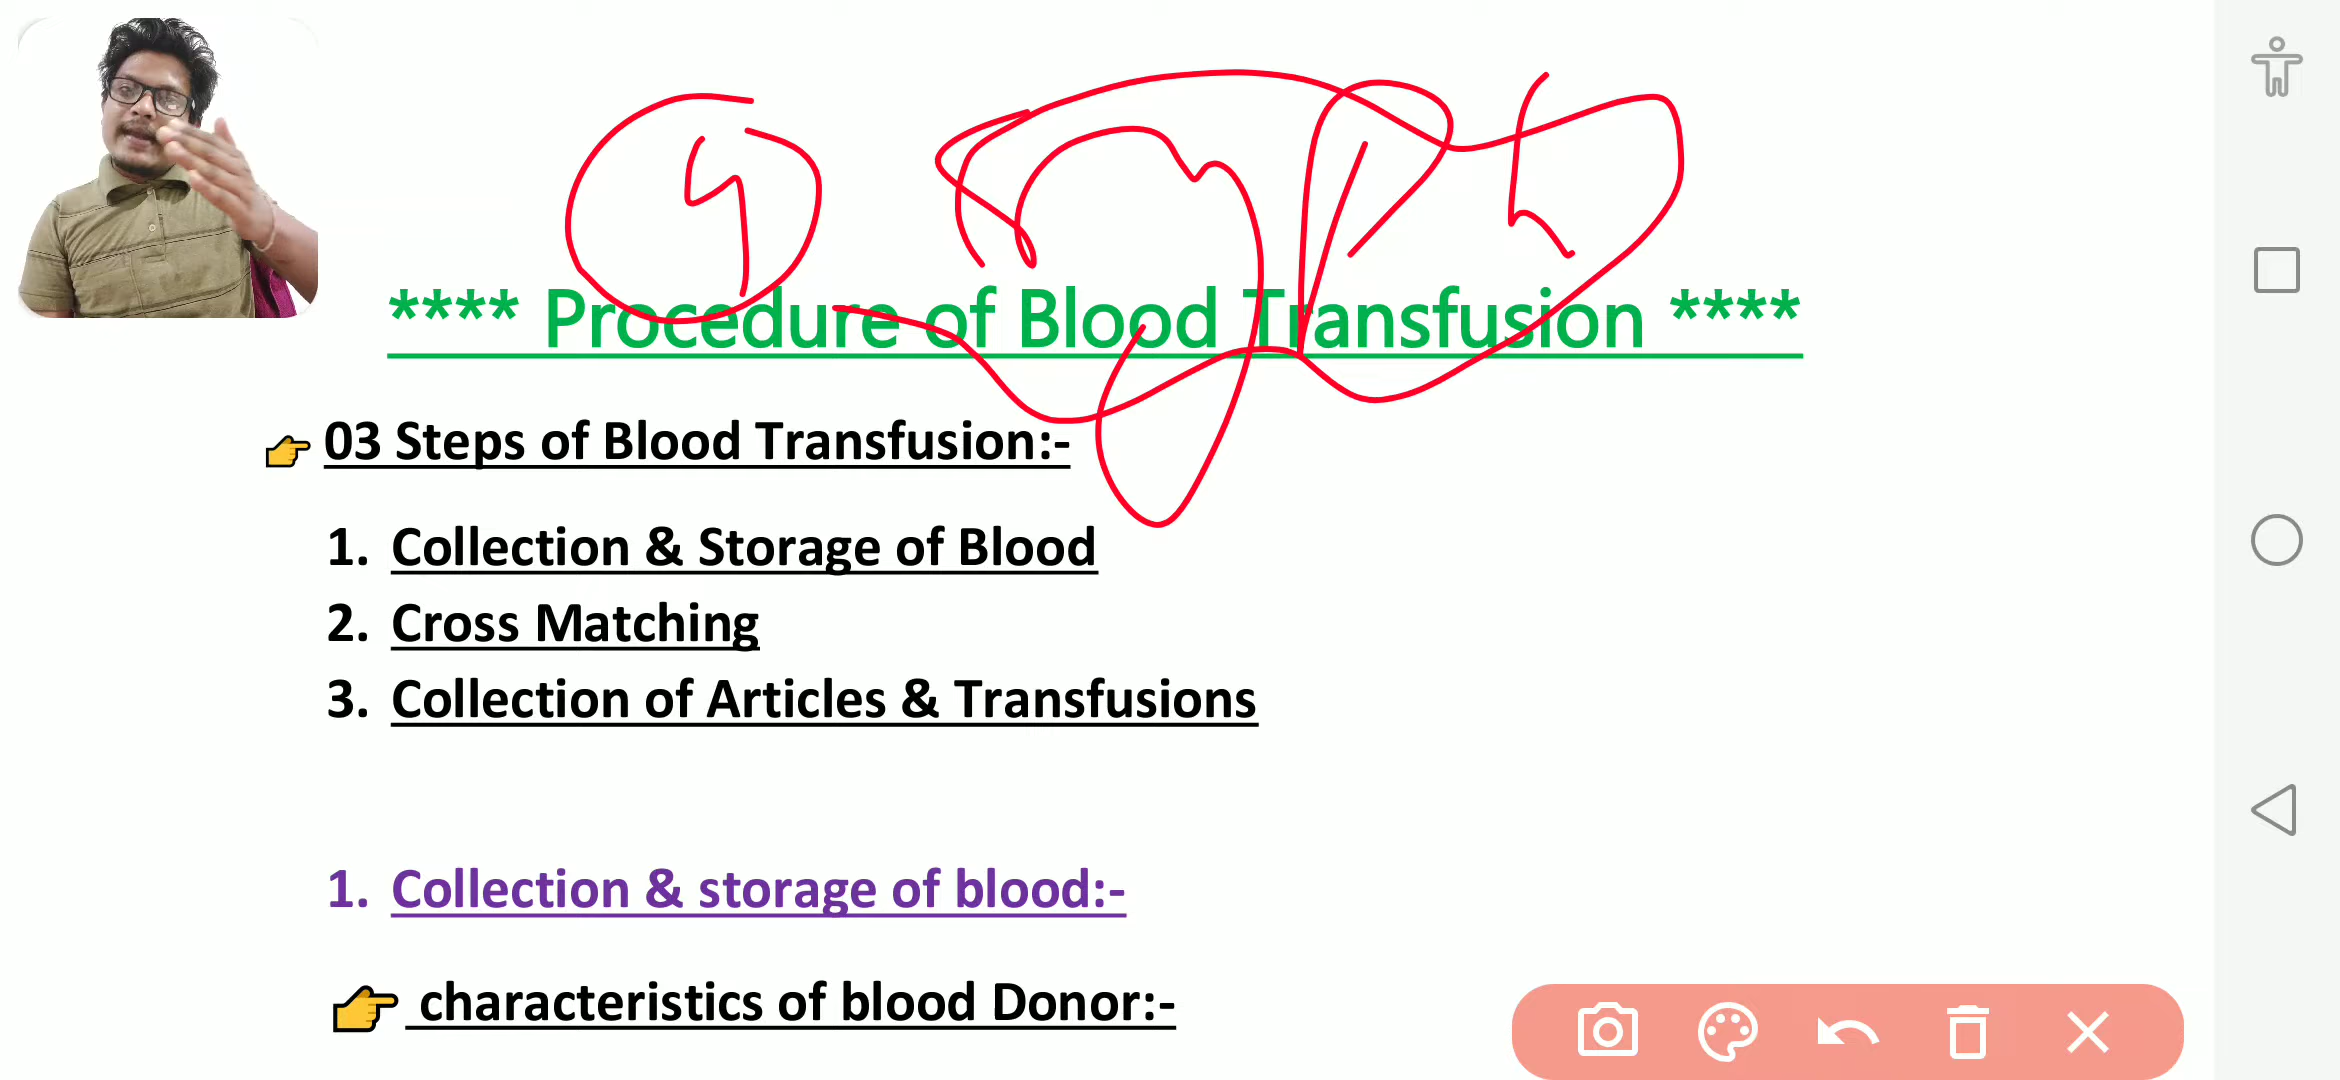 **** Procedure of Blood Transfusion ****
03 Steps of Blood Transfusion:-
1. Collection & Storage of Blood
2. Cross Matching
3. Collection of Articles & Transfusions
1. Collection & storage of blood:-
characteristics of blood Donor:-